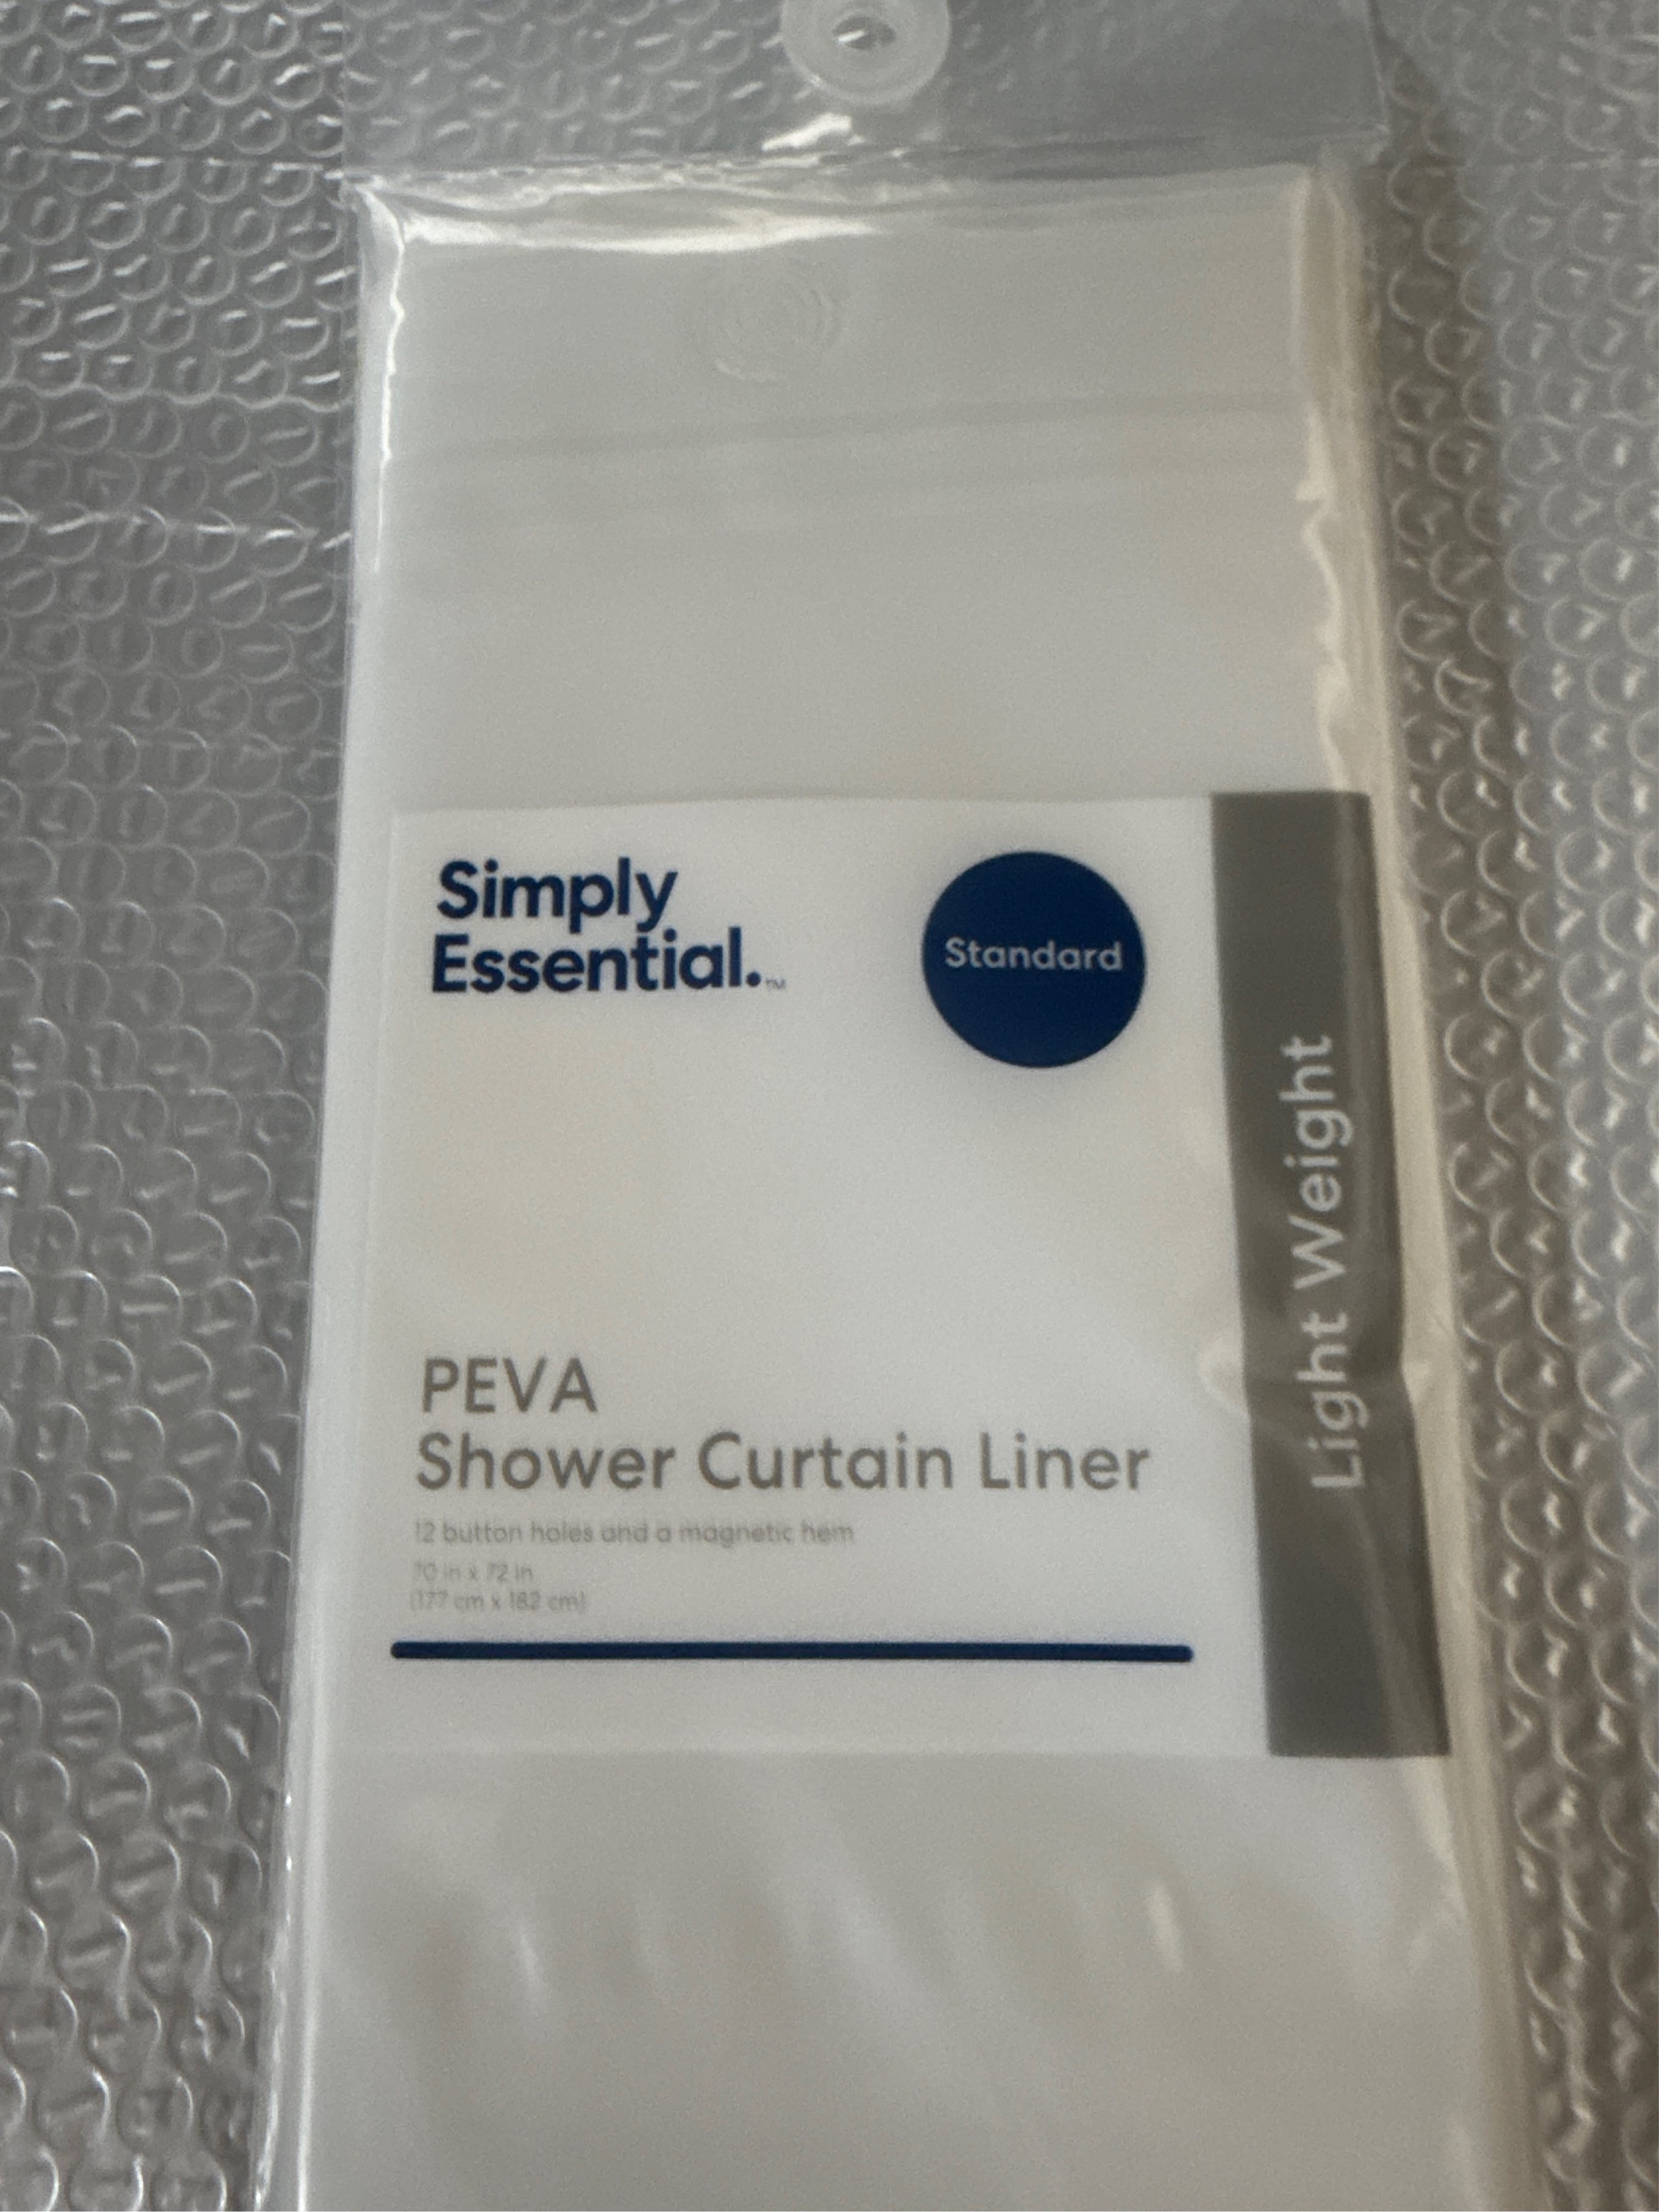 Simply
Essential.™
Standard
Light Weight
PEVA
Shower Curtain Liner
12 button holes and a magnetic hem
70 in x 72 in
(177 cm x 182 cm)